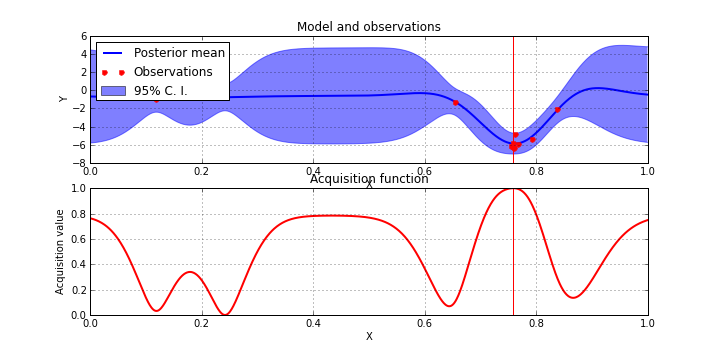 Model and observations
6
4
2
0
−2
−4
−6
−8
Y
Posterior mean
Observations
95% C. I.
0.0 0.2 0.4 0.6 0.8 1.0
X
Acquisition function
1.0
0.8
0.6
0.4
0.2
0.0
Acquisition value
0.0 0.2 0.4 0.6 0.8 1.0
X